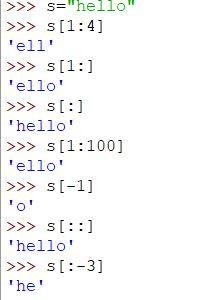 >>> s="hello"
>>> s[1:4]
'ell'
>>> s[1:]
'ello'
>>> s[:]
'hello'
>>> s[1:100]
'ello'
>>> s[-1]
'o'
>>> s[::]
'hello'
>>> s[:-3]
'he'